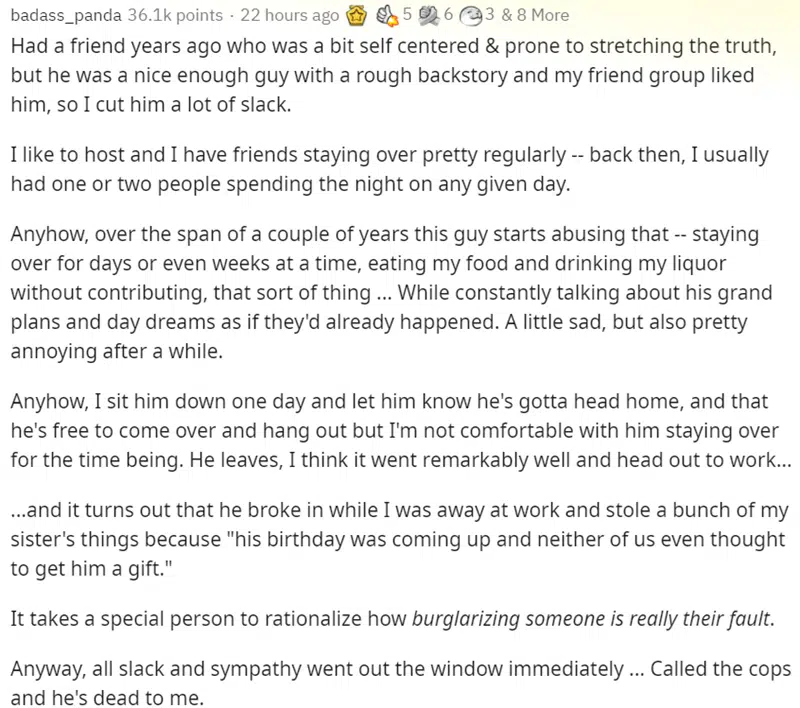 badass_panda 36.1k points · 22 hours ago 5 6 3 & 8 More
Had a friend years ago who was a bit self centered & prone to stretching the truth,
but he was a nice enough guy with a rough backstory and my friend group liked
him, so I cut him a lot of slack.
I like to host and I have friends staying over pretty regularly -- back then, I usually
had one or two people spending the night on any given day.
Anyhow, over the span of a couple of years this guy starts abusing that -- staying
over for days or even weeks at a time, eating my food and drinking my liquor
without contributing, that sort of thing ... While constantly talking about his grand
plans and day dreams as if they'd already happened. A little sad, but also pretty
annoying after a while.
Anyhow, I sit him down one day and let him know he's gotta head home, and that
he's free to come over and hang out but I'm not comfortable with him staying over
for the time being. He leaves, I think it went remarkably well and head out to work...
...and it turns out that he broke in while I was away at work and stole a bunch of my
sister's things because "his birthday was coming up and neither of us even thought
to get him a gift."
It takes a special person to rationalize how burglarizing someone is really their fault.
Anyway, all slack and sympathy went out the window immediately ... Called the cops
and he's dead to me.